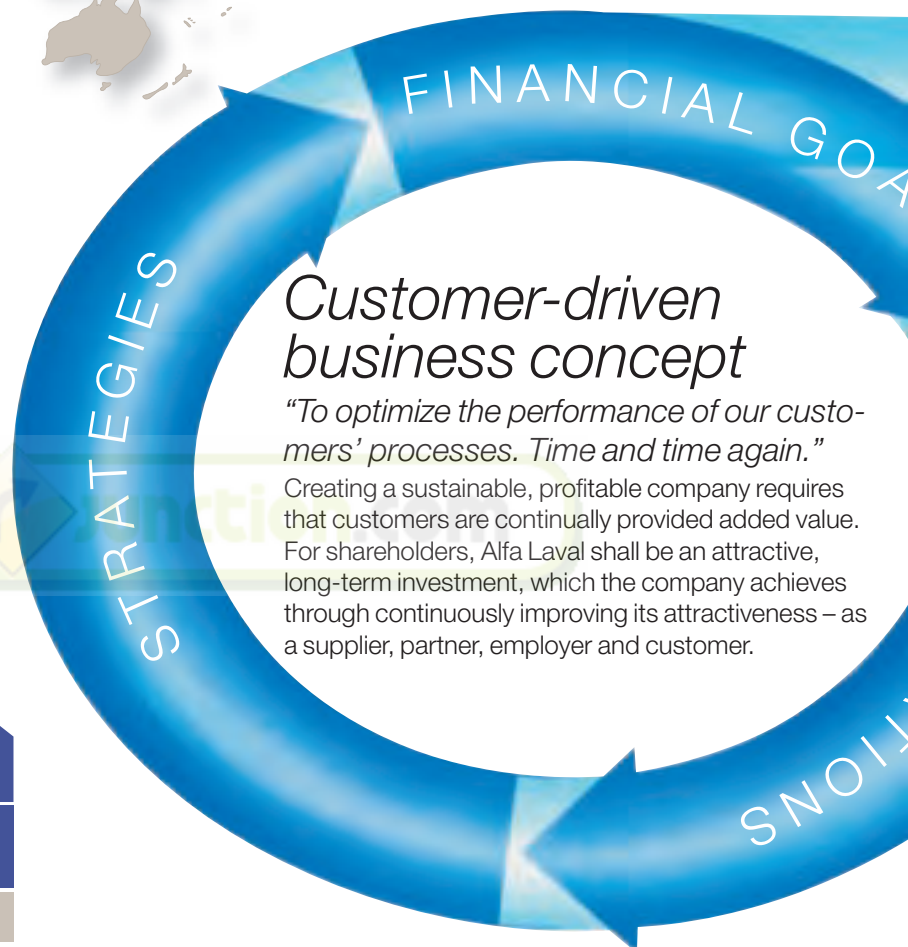 FINANCIAL GOA
STRATEGIES
Customer-driven
business concept
“To optimize the performance of our custo-
mers’ processes. Time and time again.”
Creating a sustainable, profitable company requires
that customers are continually provided added value.
For shareholders, Alfa Laval shall be an attractive,
long-term investment, which the company achieves
through continuously improving its attractiveness – as
a supplier, partner, employer and customer.
TIONS
Junction.com